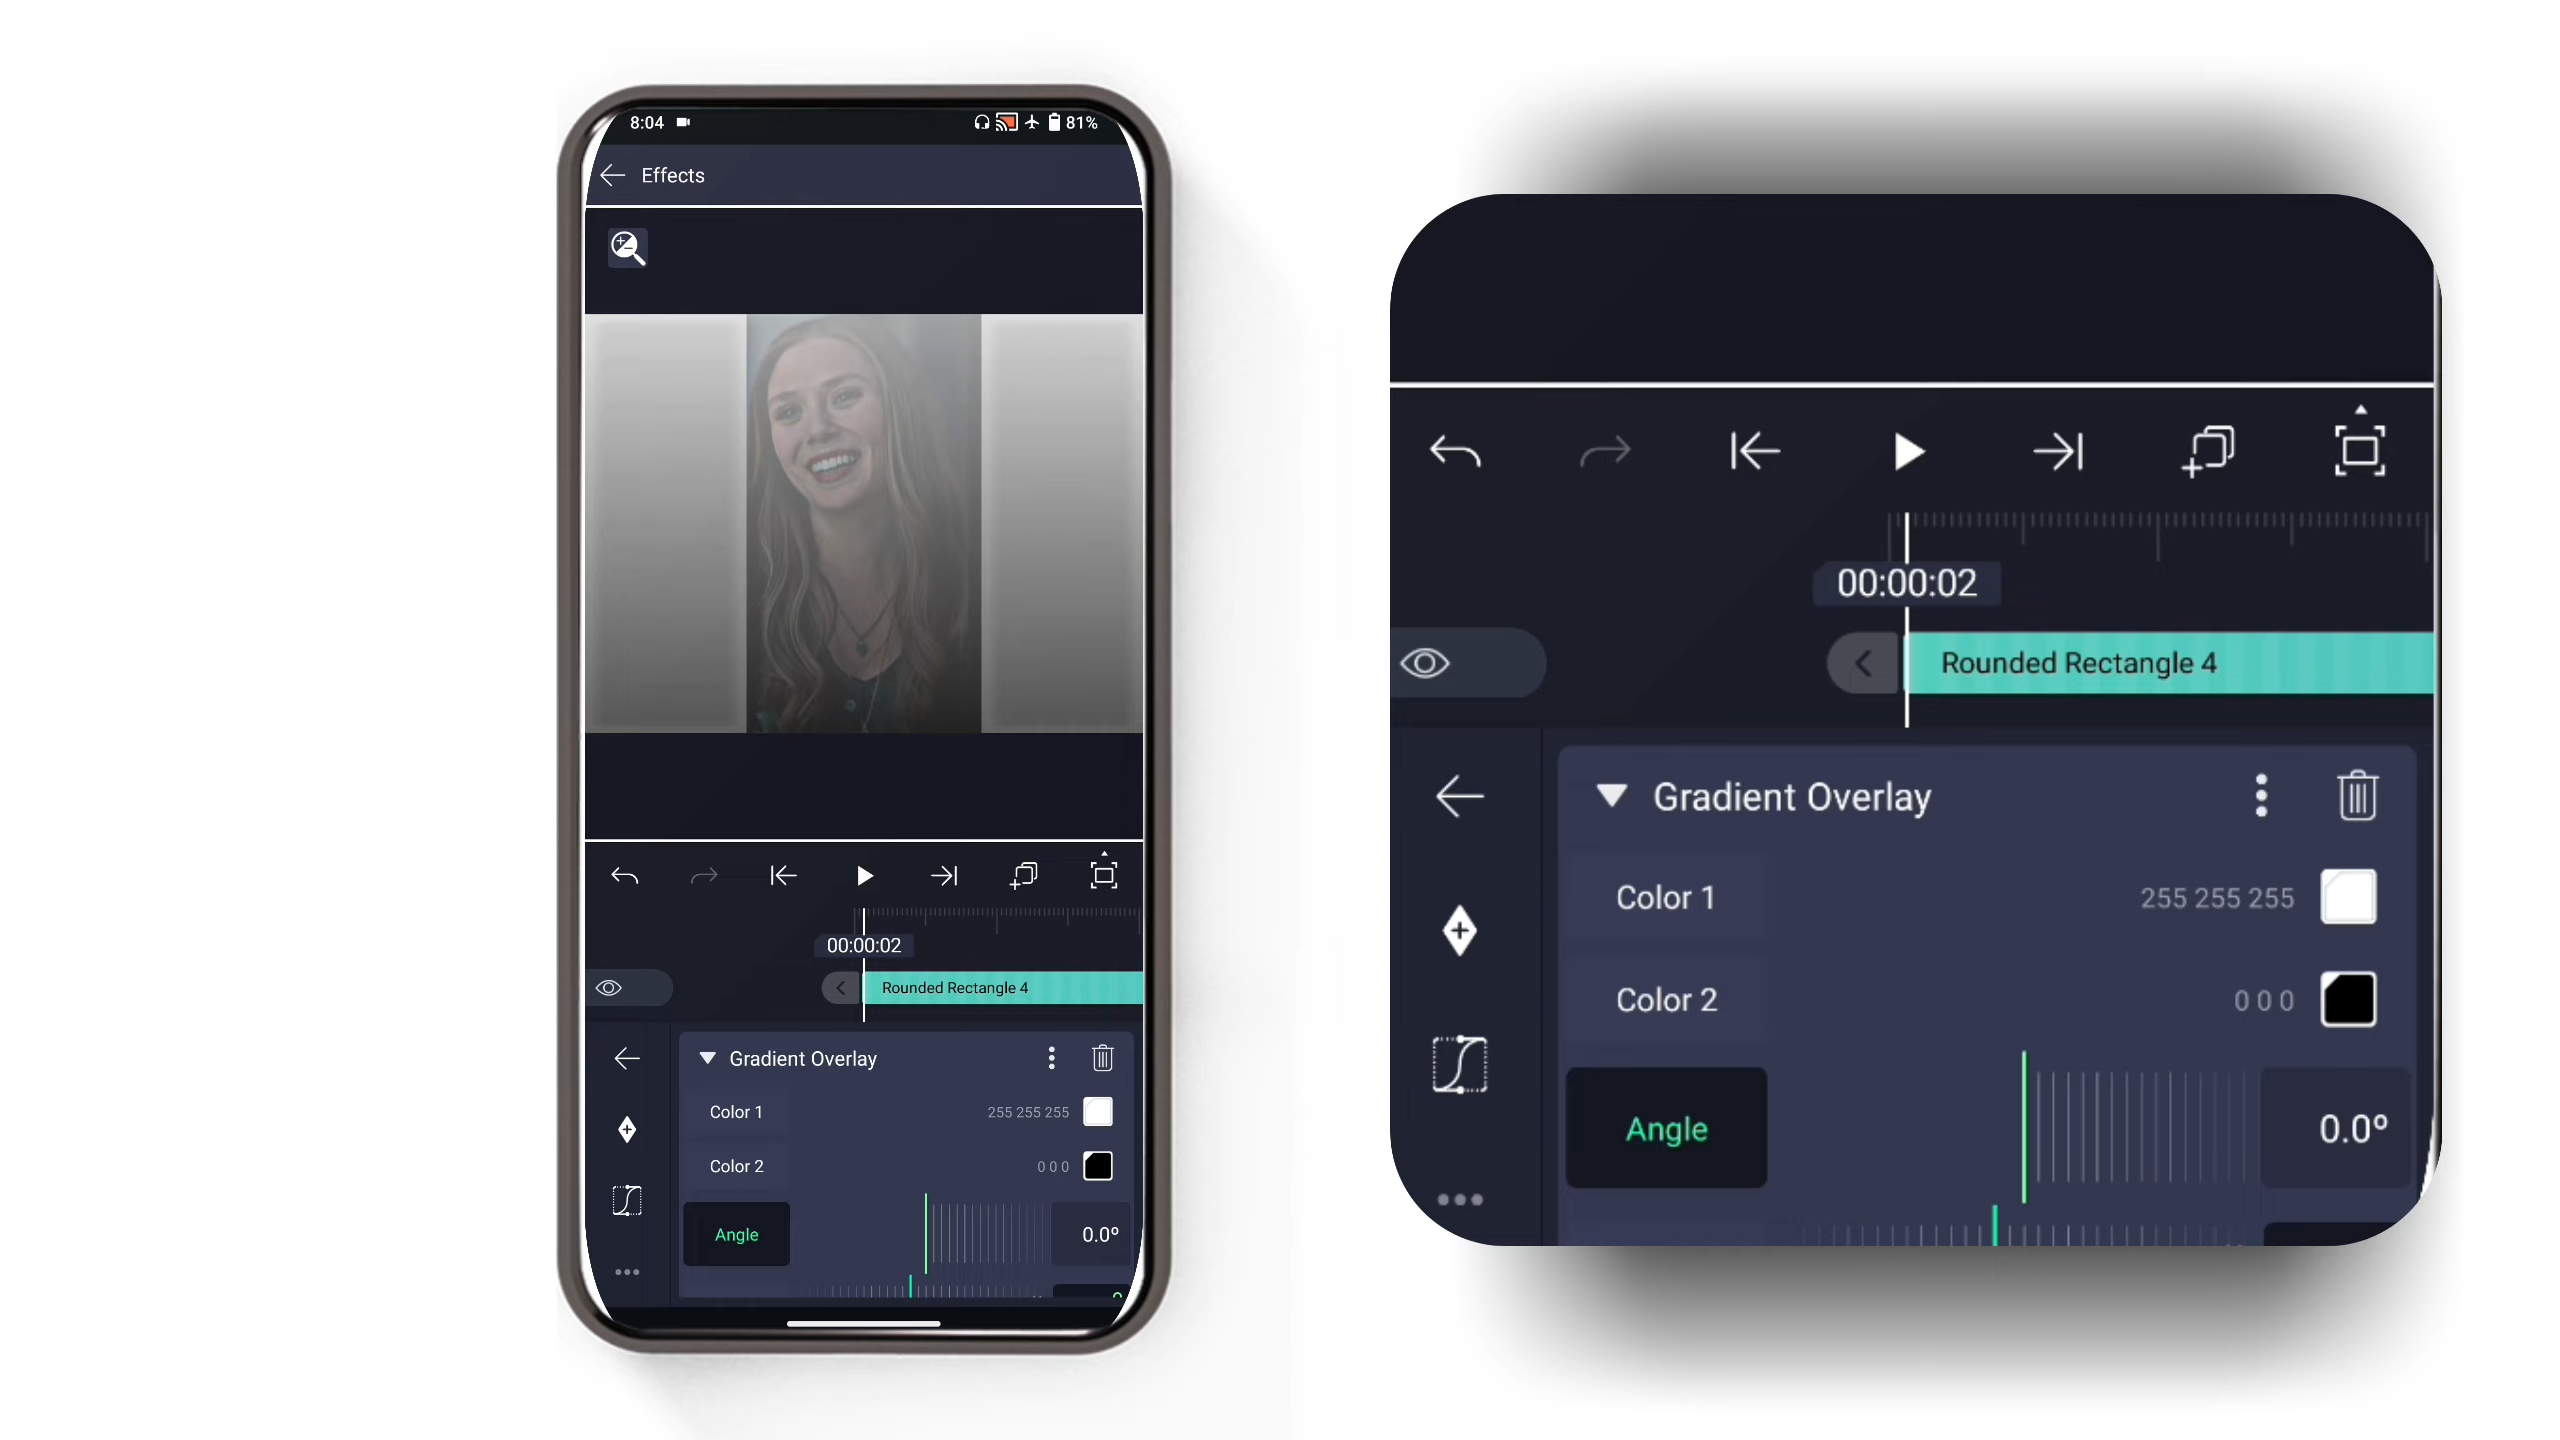 8:04
81%
Effects
00:00:02
Rounded Rectangle 4
Gradient Overlay
Color 1
255 255 255
Color 2
0 0 0
Angle
0.0º
00:00:02
Rounded Rectangle 4
Gradient Overlay
Color 1
255 255 255
Color 2
0 0 0
Angle
0.0º